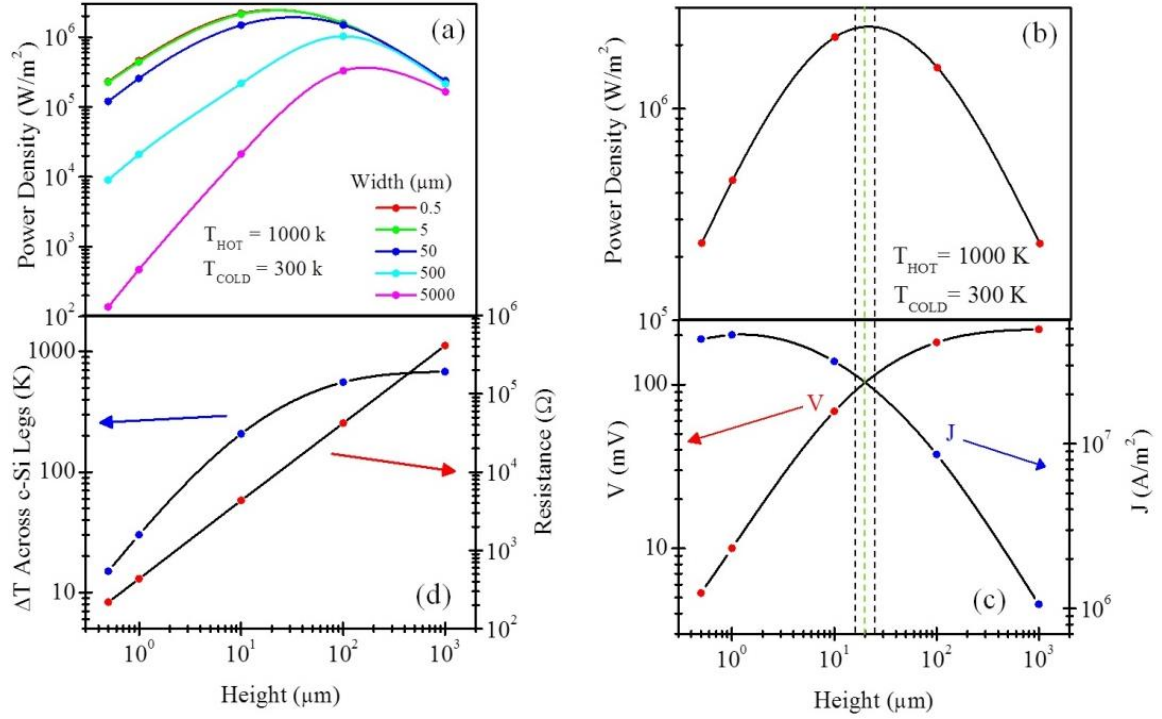 (a)
10⁶
10⁵
10⁴
10³
10²
Power Density (W/m²)
Width (µm)
0.5
5
50
500
5000
T_HOT = 1000 k
T_COLD = 300 k
(b)
10⁶
10⁵
Power Density (W/m²)
T_HOT = 1000 K
T_COLD = 300 K
1000
100
10
ΔT Across c-Si Legs (K)
10⁶
10⁵
10⁴
10³
10²
Resistance (Ω)
(d)
10⁰ 10¹ 10² 10³
Height (µm)
100
10
V (mV)
V
J
10⁷
10⁶
J (A/m²)
(c)
10⁰ 10¹ 10² 10³
Height (µm)